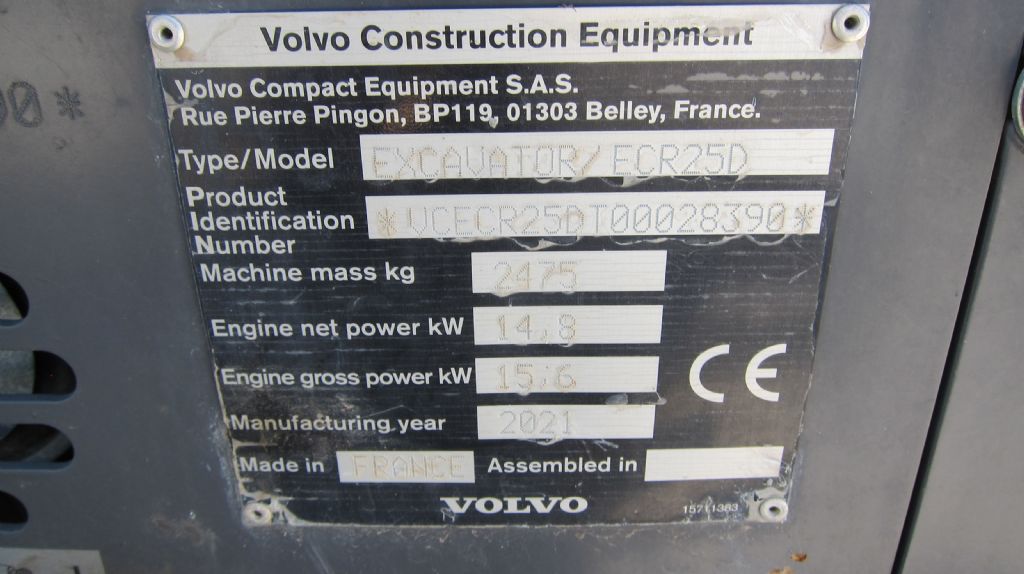 Volvo Construction Equipment
Volvo Compact Equipment S.A.S.
Rue Pierre Pingon, BP119, 01303 Belley, France.
Type/Model EXCAVATOR/ ECR25D
Product
Identification *VCECR25DT00028390*
Number
Machine mass kg 2475
Engine net power kW 14,8
Engine gross power kW 15,6
Manufacturing year 2021
CE
Made in FRANCE Assembled in
VOLVO
15711383
90*